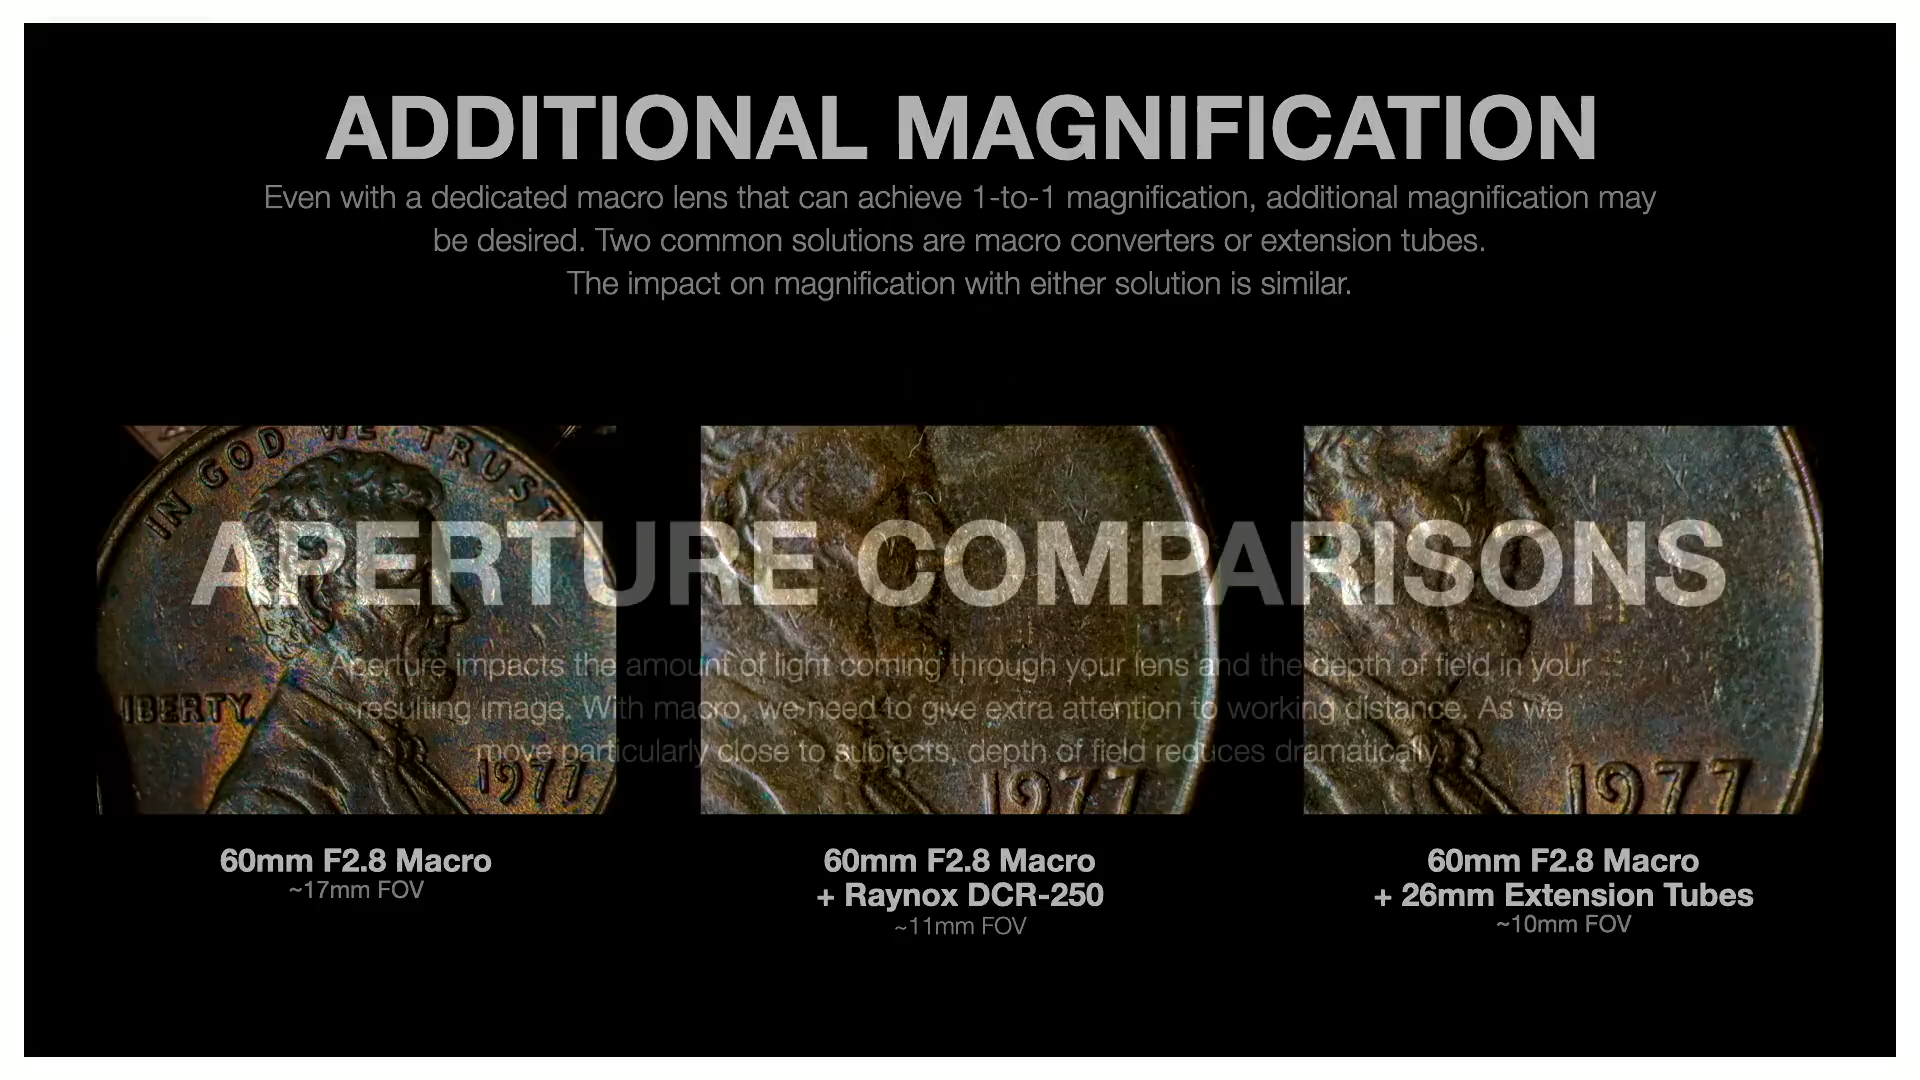 ADDITIONAL MAGNIFICATION
Even with a dedicated macro lens that can achieve 1-to-1 magnification, additional magnification may
be desired. Two common solutions are macro converters or extension tubes.
The impact on magnification with either solution is similar.
IN GOD WE TRUST
LIBERTY
1977
1977
1977
APERTURE COMPARISONS
Aperture impacts the amount of light coming through your lens and the depth of field in your
resulting image. With macro, we need to give extra attention to working distance. As we
move particularly close to subjects, depth of field reduces dramatically.
60mm F2.8 Macro
~17mm FOV
60mm F2.8 Macro
+ Raynox DCR-250
~11mm FOV
60mm F2.8 Macro
+ 26mm Extension Tubes
~10mm FOV